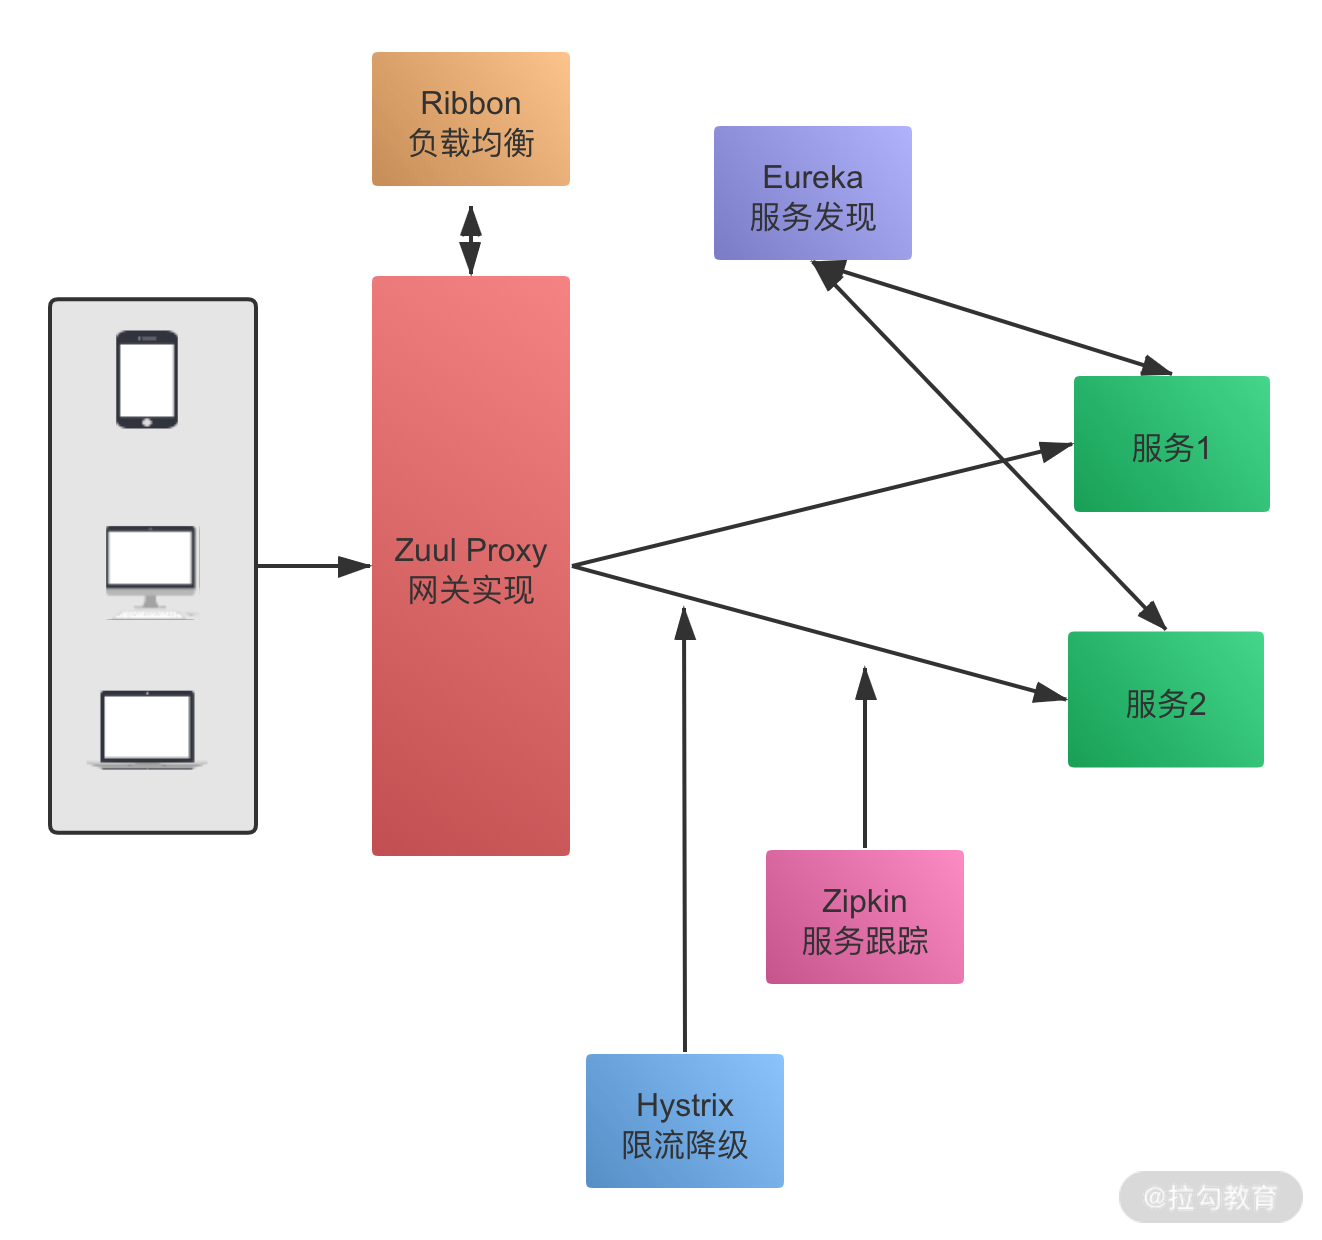 Ribbon
负载均衡
Eureka
服务发现
服务1
Zuul Proxy
网关实现
服务2
Zipkin
服务跟踪
Hystrix
限流降级
@拉勾教育